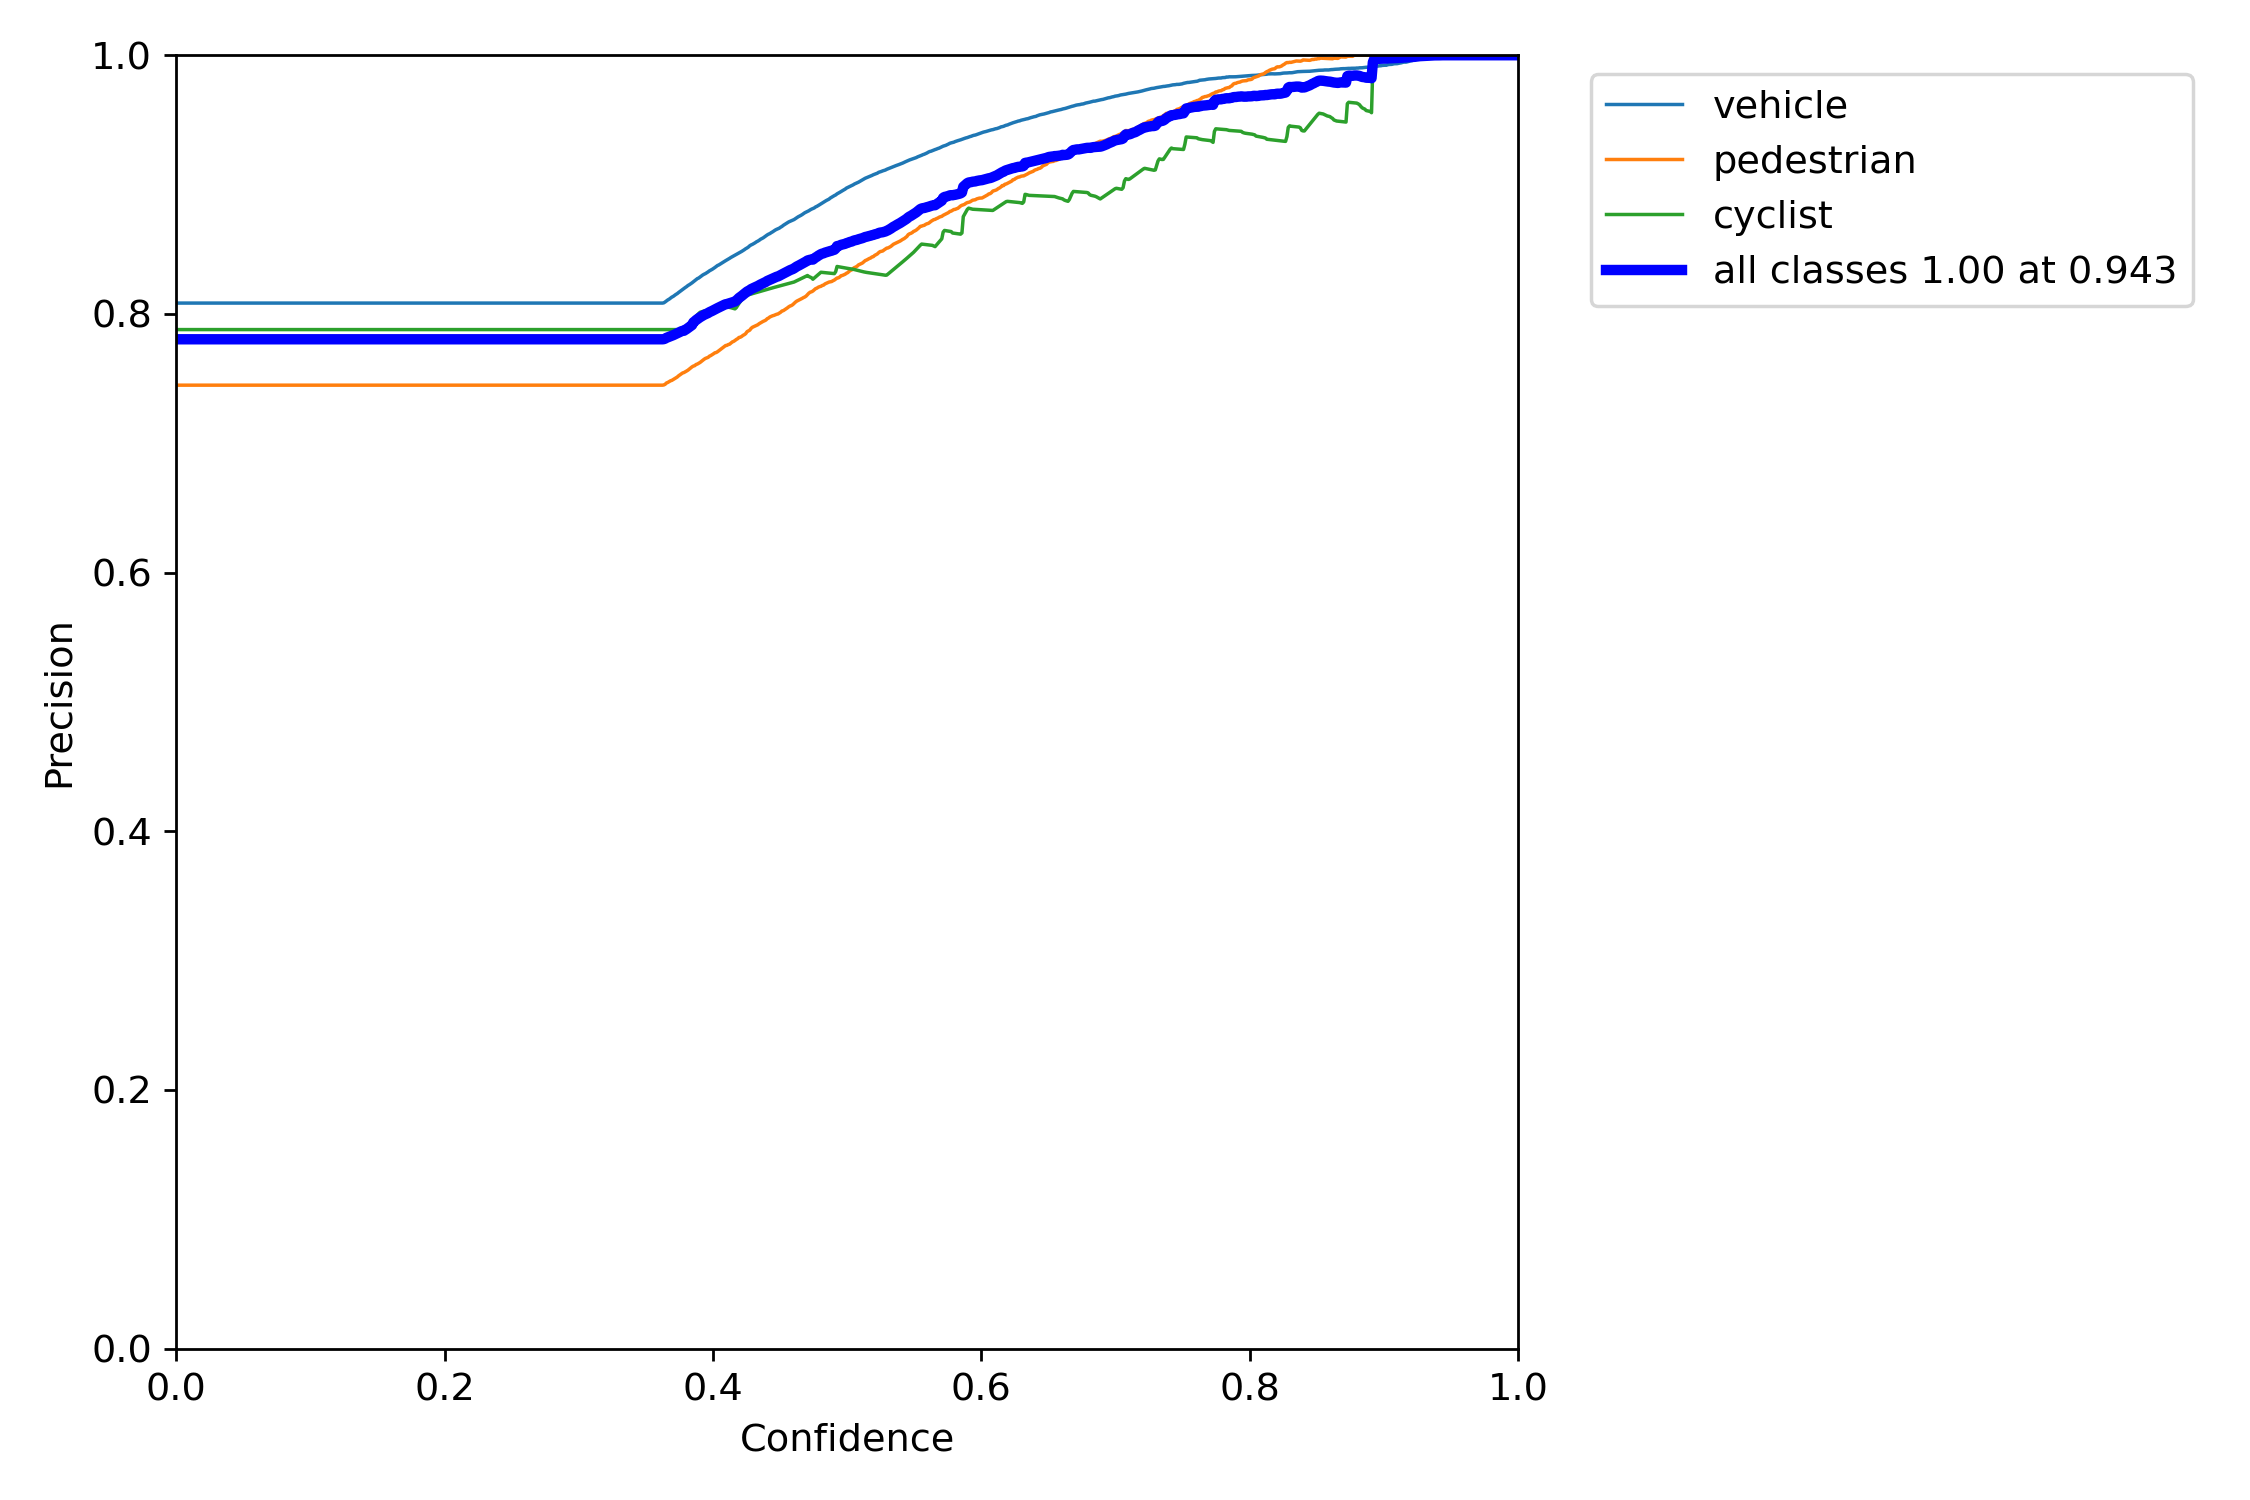 1.0
0.8
0.6
0.4
0.2
0.0
Precision
0.0 0.2 0.4 0.6 0.8 1.0
Confidence
vehicle
pedestrian
cyclist
all classes 1.00 at 0.943